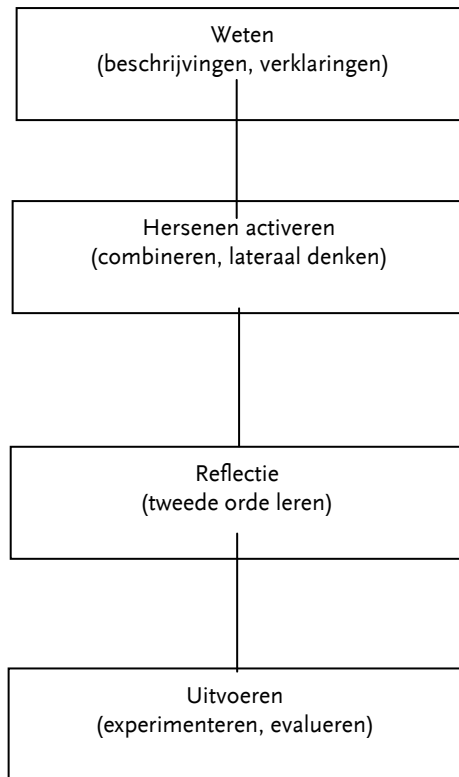 Weten
(beschrijvingen, verklaringen)
Hersenen activeren
(combineren, lateraal denken)
Reflectie
(tweede orde leren)
Uitvoeren
(experimenteren, evalueren)